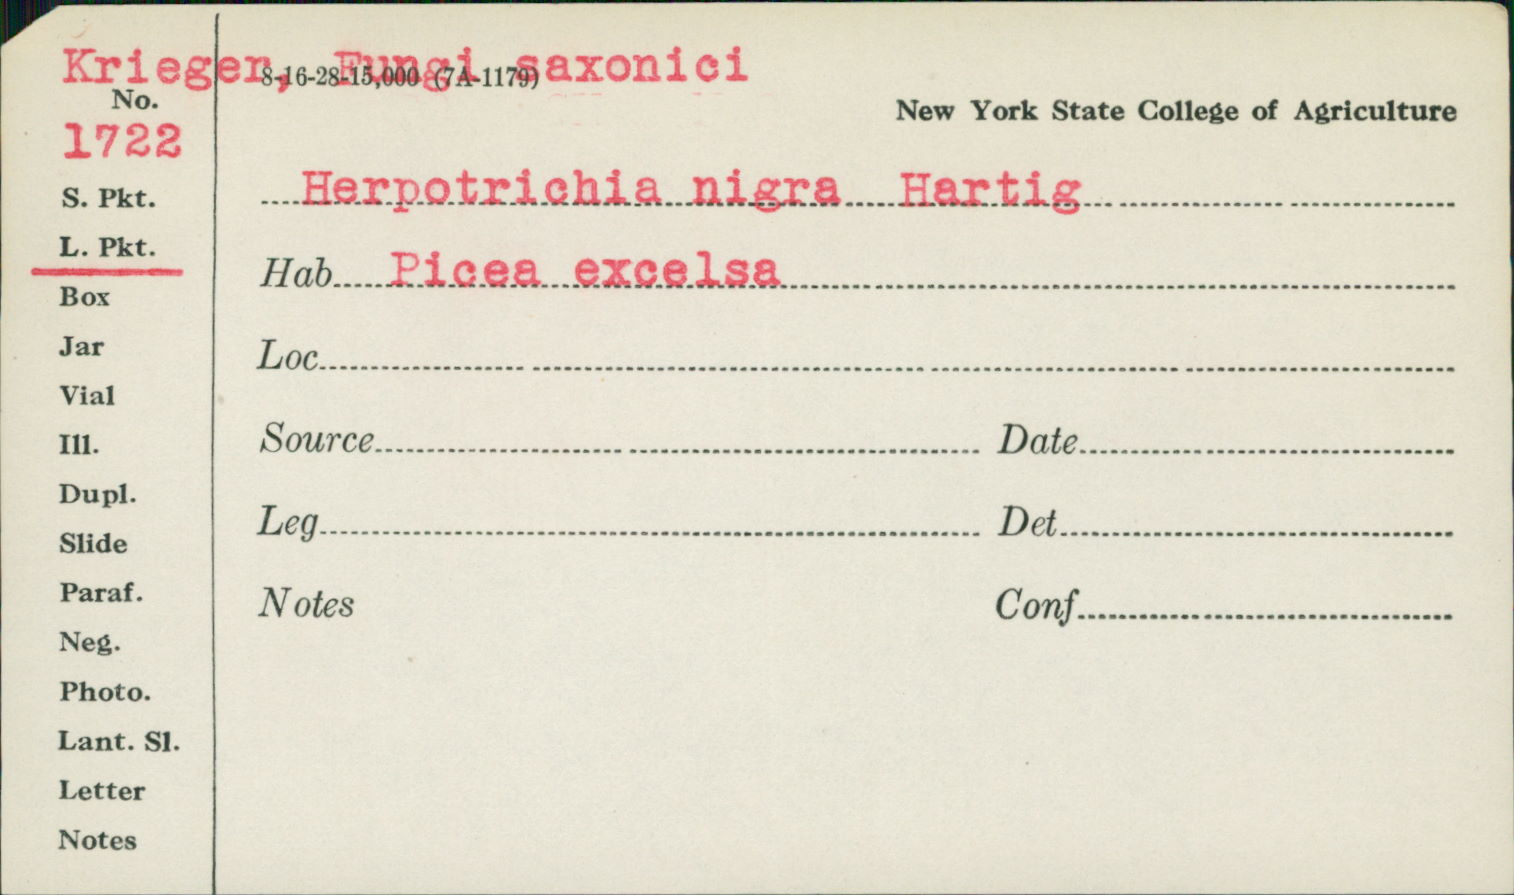 Krieger, Fungi saxonici
8-16-28-15,000 (7A-1179)
No.
1722
New York State College of Agriculture
S. Pkt.
Herpotrichia nigra Hartig
L. Pkt.
Hab Picea excelsa
Box
Jar
Loc
Vial
Ill.
Source Date
Dupl.
Slide
Leg Det
Paraf.
Notes Conf
Neg.
Photo.
Lant. Sl.
Letter
Notes